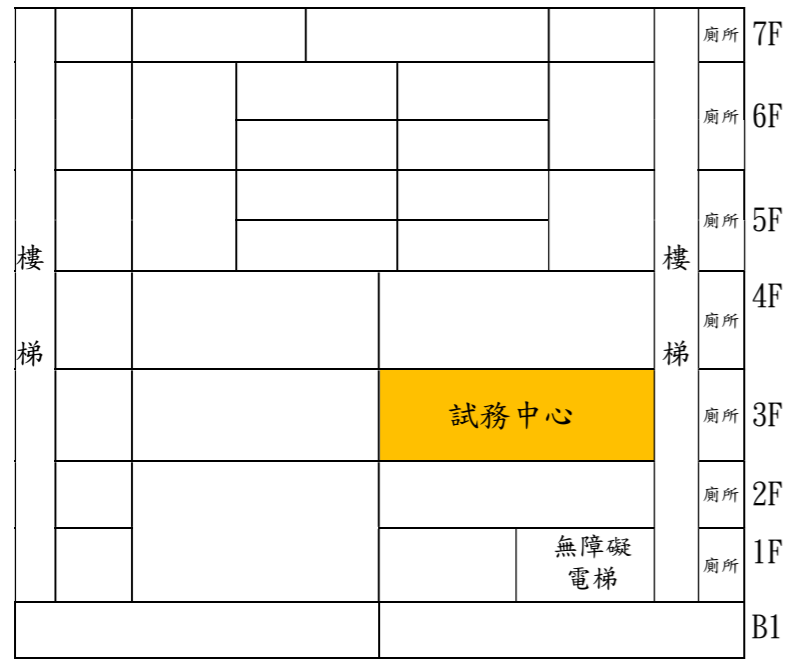 廁所 7F
廁所 6F
廁所 5F
樓 樓
4F
廁所
梯 梯
試務中心 廁所 3F
廁所 2F
無障礙 1F
電梯 廁所
B1